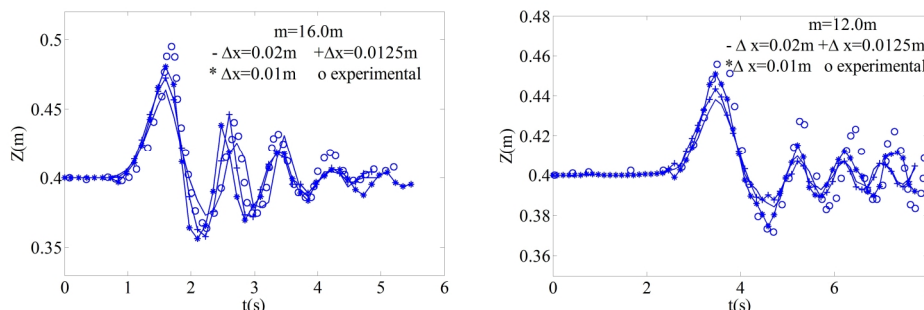 m=16.0m
- Δx=0.02m +Δx=0.0125m
* Δx=0.01m o experimental
0.5
0.45
0.4
0.35
Z(m)
0 1 2 3 4 5 6
t(s)
m=12.0m
- Δ x=0.02m +Δ x=0.0125m
*Δ x=0.01m o experimental
0.48
0.46
0.44
0.42
0.4
0.38
0.36
Z(m)
0 2 4 6
t(s)